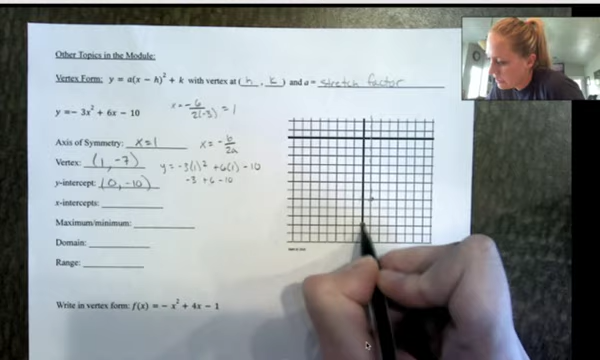 Other Topics in the Module:
Vertex Form: y = a(x − h)² + k with vertex at (h, k) and a = stretch factor
y = − 3x² + 6x − 10
x = -6/2(-3) = 1
Axis of Symmetry: x=1
x = -b/2a
Vertex: (1, -7)
y = -3(1)² + 6(1) - 10
y-intercept: (0, -10)
-3 + 6 - 10
x-intercepts:
Maximum/minimum:
Domain:
Range:
Write in vertex form: f(x) = − x² + 4x − 1